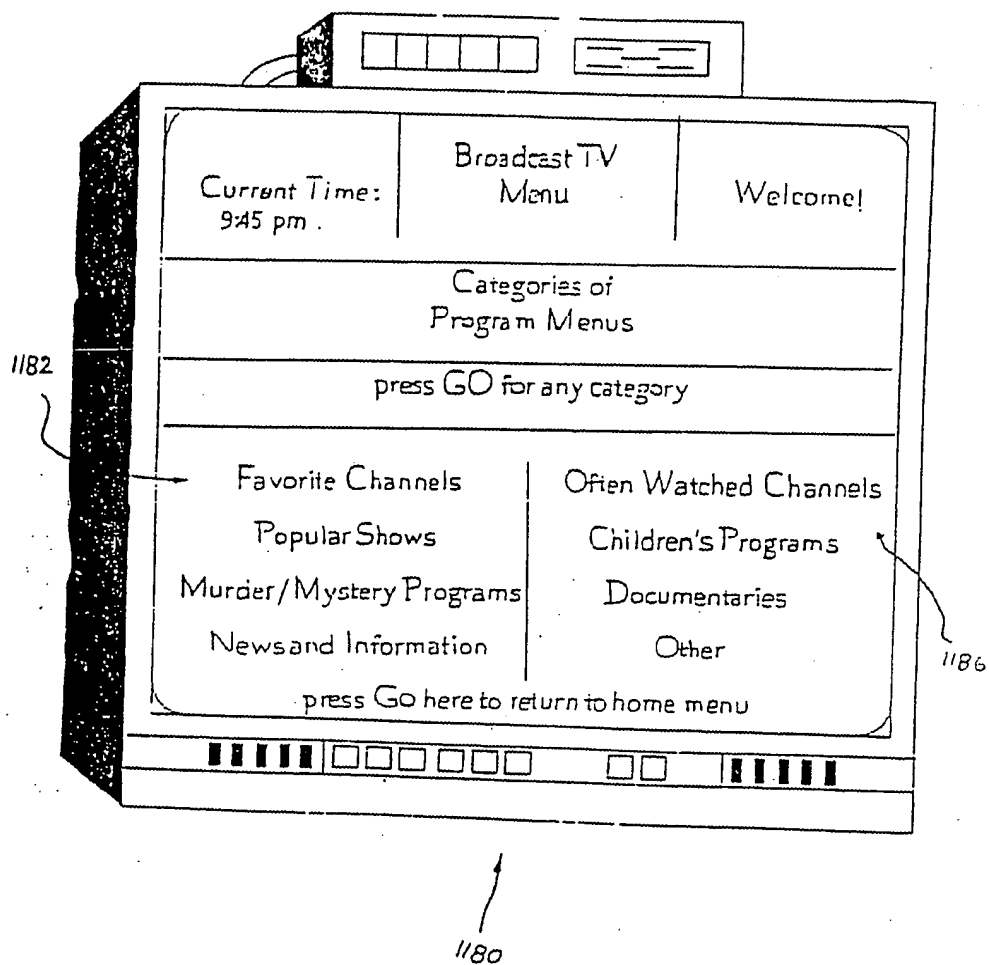 Broadcast TV
Menu
Current Time:
9:45 pm.
Welcome!
Categories of
Program Menus
press GO for any category
1182
Favorite Channels
Often Watched Channels
Popular Shows
Children's Programs
Murder/Mystery Programs
Documentaries
News and Information
Other
1186
press Go here to return to home menu
1180